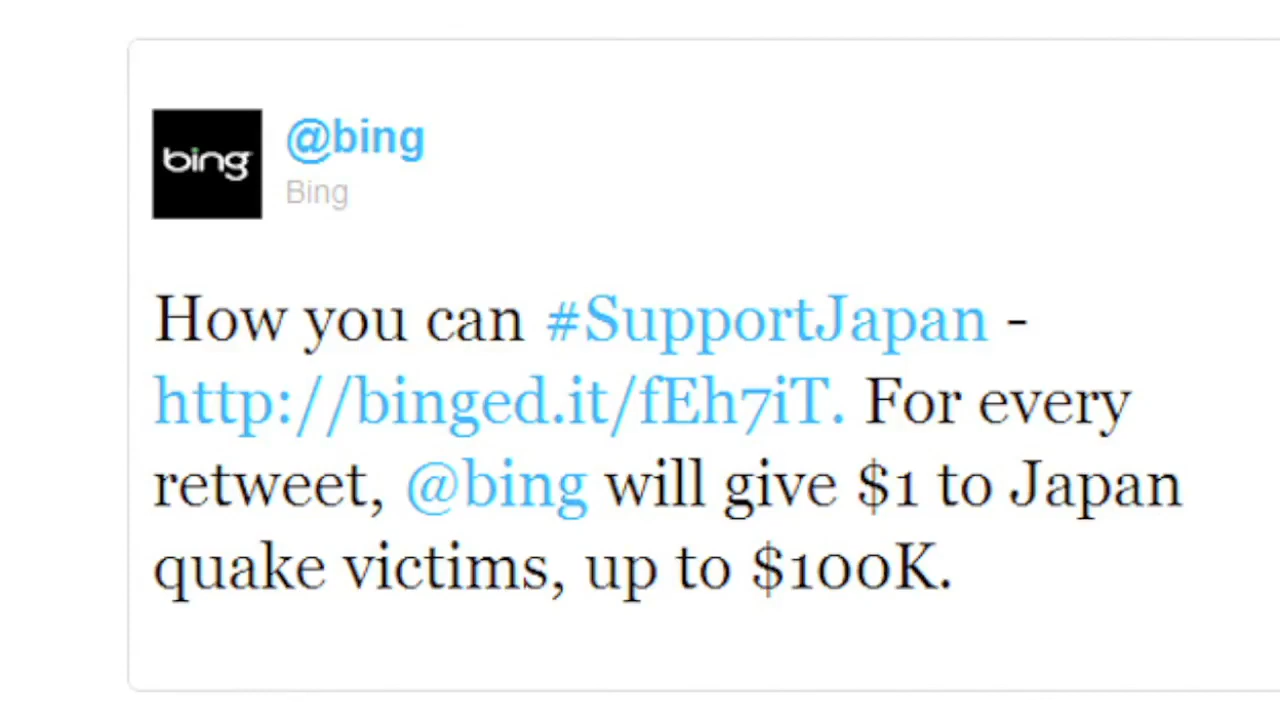 bing
@bing
Bing
How you can #SupportJapan -
http://binged.it/fEh7iT. For every
retweet, @bing will give $1 to Japan
quake victims, up to $100K.